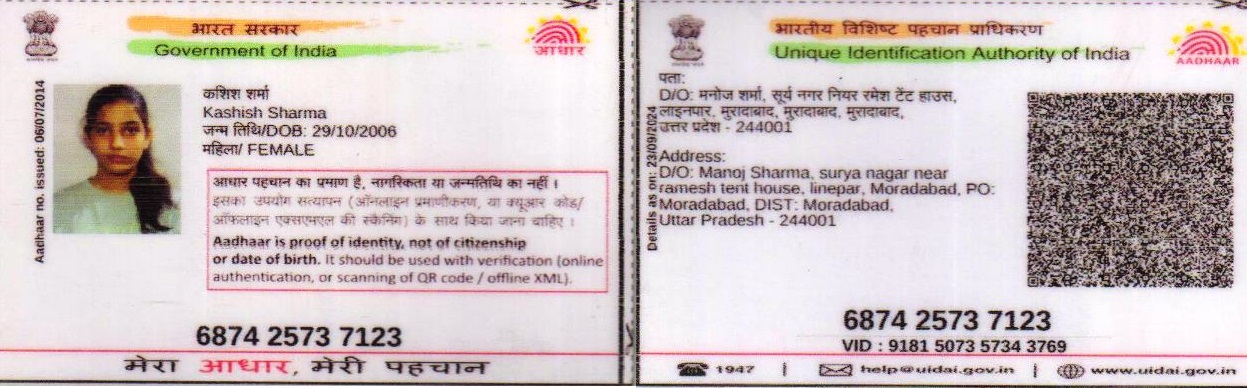 भारत सरकार
Government of India
आधार
Aadhaar no. issued: 06/07/2014
कशिश शर्मा
Kashish Sharma
जन्म तिथि/DOB: 29/10/2006
महिला/ FEMALE
आधार पहचान का प्रमाण है, नागरिकता या जन्मतिथि का नहीं ।
इसका उपयोग सत्यापन (ऑनलाइन प्रमाणीकरण, या क्यूआर कोड/
ऑफलाइन एक्सएमएल की स्कैनिंग) के साथ किया जाना चाहिए ।
Aadhaar is proof of identity, not of citizenship
or date of birth. It should be used with verification (online
authentication, or scanning of QR code / offline XML).
6874 2573 7123
मेरा आधार, मेरी पहचान
भारतीय विशिष्ट पहचान प्राधिकरण
Unique Identification Authority of India
AADHAAR
Details as on: 23/09/2024
पता:
D/O: मनोज शर्मा, सूर्य नगर नियर रमेश टेंट हाउस,
लाइनपार, मुरादाबाद, मुरादाबाद, मुरादाबाद,
उत्तर प्रदेश - 244001
Address:
D/O: Manoj Sharma, surya nagar near
ramesh tent house, linepar, Moradabad, PO:
Moradabad, DIST: Moradabad,
Uttar Pradesh - 244001
6874 2573 7123
VID : 9181 5073 5734 3769
1947 | help@uidai.gov.in | www.uidai.gov.in